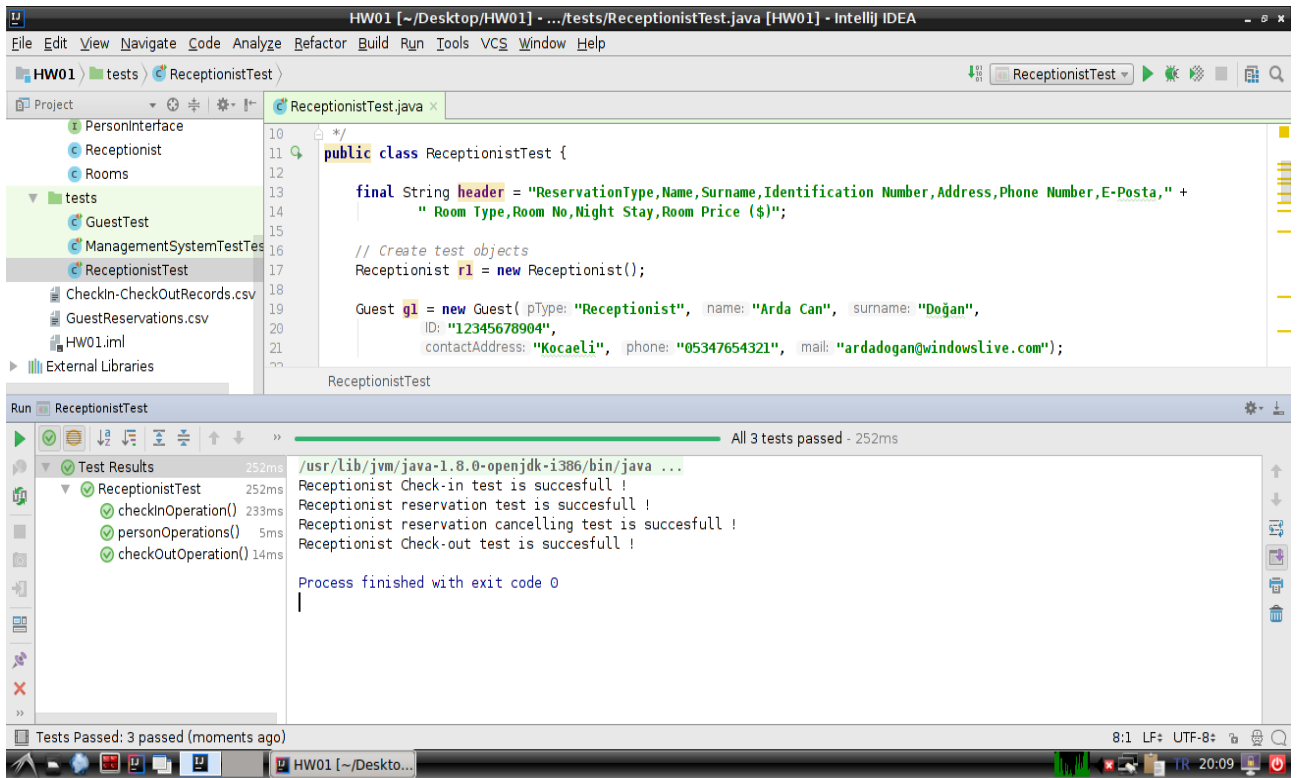 HW01 [~/Desktop/HW01] - .../tests/ReceptionistTest.java [HW01] - IntelliJ IDEA
File Edit View Navigate Code Analyze Refactor Build Run Tools VCS Window Help
HW01 tests ReceptionistTest
ReceptionistTest
Project
ReceptionistTest.java
PersonInterface
Receptionist
Rooms
tests
GuestTest
ManagementSystemTestTes
ReceptionistTest
CheckIn-CheckOutRecords.csv
GuestReservations.csv
HW01.iml
External Libraries
10 */
11 public class ReceptionistTest {
12
13 final String header = "ReservationType,Name,Surname,Identification Number,Address,Phone Number,E-Posta," +
14 " Room Type,Room No,Night Stay,Room Price ($)";
15
16 // Create test objects
17 Receptionist r1 = new Receptionist();
18
19 Guest g1 = new Guest( pType: "Receptionist", name: "Arda Can", surname: "Doğan",
20 ID: "12345678904",
21 contactAddress: "Kocaeli", phone: "05347654321", mail: "ardadogan@windowslive.com");
ReceptionistTest
Run ReceptionistTest
All 3 tests passed - 252ms
Test Results 252ms
ReceptionistTest 252ms
checkInOperation() 233ms
personOperations() 5ms
checkOutOperation() 14ms
/usr/lib/jvm/java-1.8.0-openjdk-i386/bin/java ...
Receptionist Check-in test is succesfull !
Receptionist reservation test is succesfull !
Receptionist reservation cancelling test is succesfull !
Receptionist Check-out test is succesfull !
Process finished with exit code 0
Tests Passed: 3 passed (moments ago)
8:1 LF UTF-8
HW01 [~/Deskto...
TR 20:09